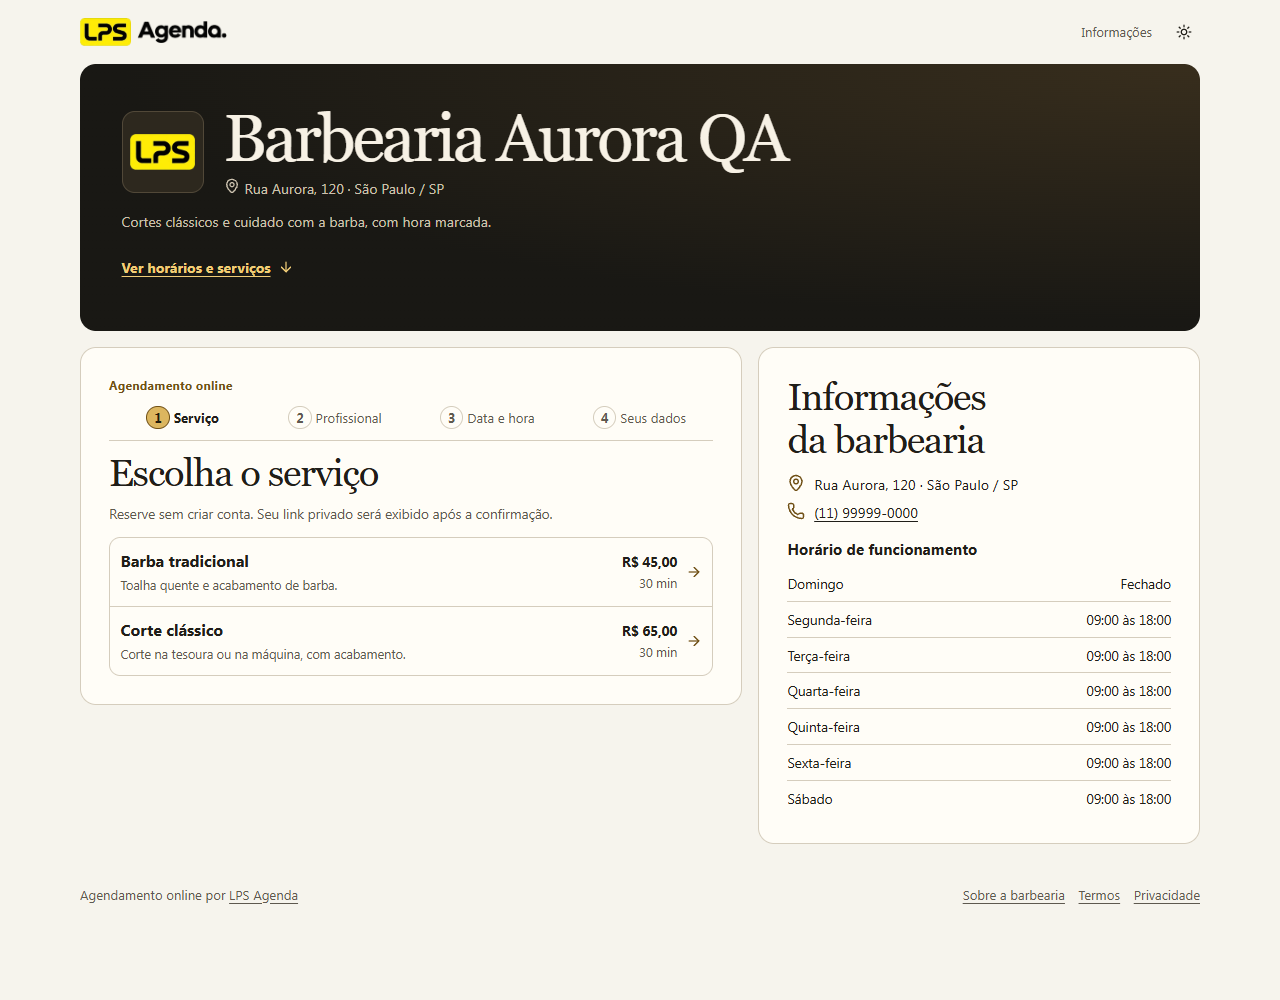 LPS Agenda.
Informações
LPS
Barbearia Aurora QA
Rua Aurora, 120 · São Paulo / SP
Cortes clássicos e cuidado com a barba, com hora marcada.
Ver horários e serviços
Agendamento online
1 Serviço
2 Profissional
3 Data e hora
4 Seus dados
Escolha o serviço
Reserve sem criar conta. Seu link privado será exibido após a confirmação.
Barba tradicional
R$ 45,00
Toalha quente e acabamento de barba.
30 min
Corte clássico
R$ 65,00
Corte na tesoura ou na máquina, com acabamento.
30 min
Informações
da barbearia
Rua Aurora, 120 · São Paulo / SP
(11) 99999-0000
Horário de funcionamento
Domingo Fechado
Segunda-feira 09:00 às 18:00
Terça-feira 09:00 às 18:00
Quarta-feira 09:00 às 18:00
Quinta-feira 09:00 às 18:00
Sexta-feira 09:00 às 18:00
Sábado 09:00 às 18:00
Agendamento online por LPS Agenda
Sobre a barbearia Termos Privacidade